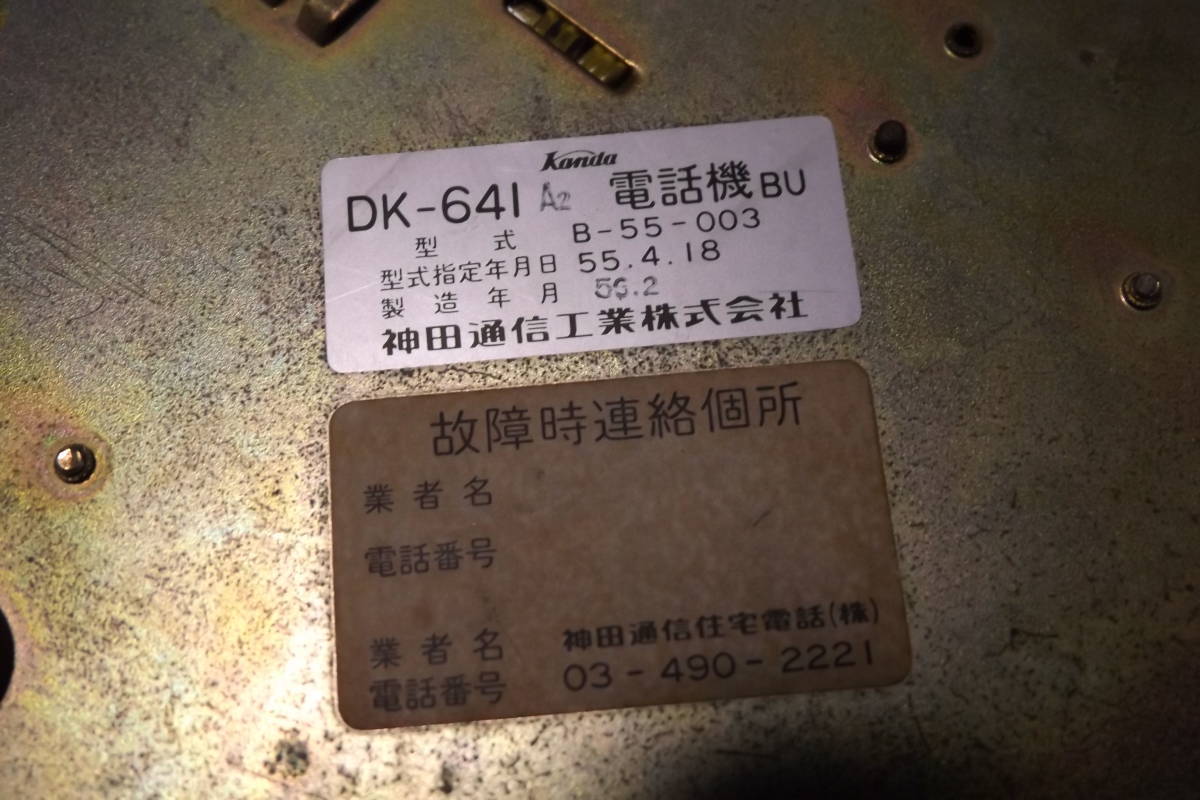 Kanda
DK-641 A2 電話機 BU
型式 B-55-003
型式指定年月日 55.4.18
製造年月 56.2
神田通信工業株式会社
故障時連絡個所
業者名
電話番号
業者名 神田通信住宅電話(株)
電話番号 03-490-2221